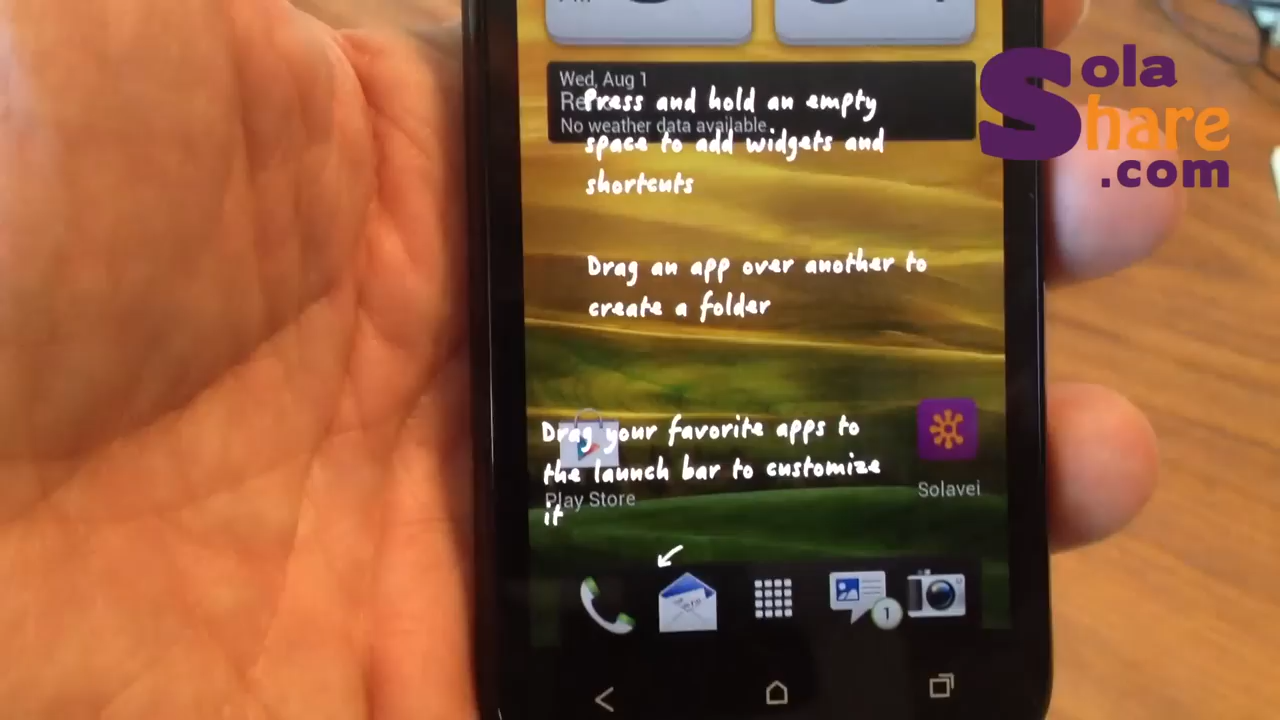 Wed, Aug 1
Press and hold an empty
No weather data available
space to add widgets and
shortcuts
Drag an app over another to
create a folder
Drag your favorite apps to
the launch bar to customize
Play Store
it
Solavei
1
Sola
Share
.com